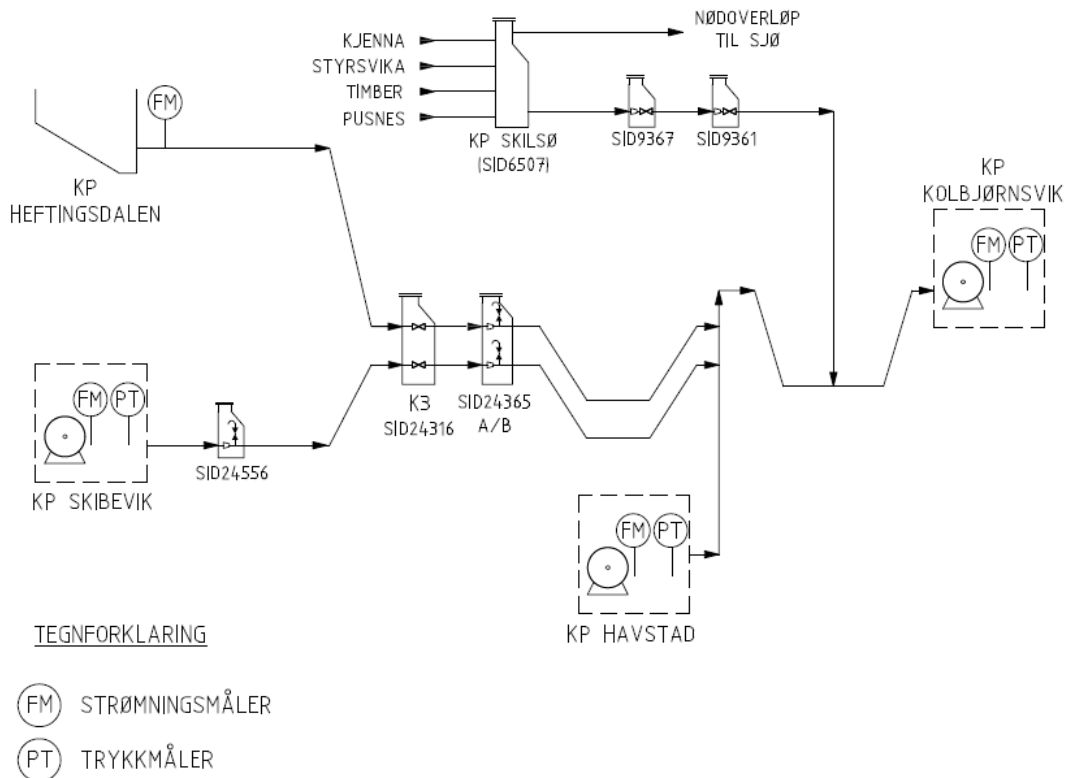 NØDOVERLØP
TIL SJØ
KJENNA
STYRSVIKA
TIMBER
PUSNES
KP SKILSØ
(SID6507)
SID9367
SID9361
FM
KP
HEFTINGSDALEN
KP
KOLBJØRNSVIK
FM
PT
K3
SID24316
SID24365
A/B
FM
PT
SID24556
KP SKIBEVIK
FM
PT
KP HAVSTAD
TEGNFORKLARING
FM STRØMNINGSMÅLER
PT TRYKKMÅLER